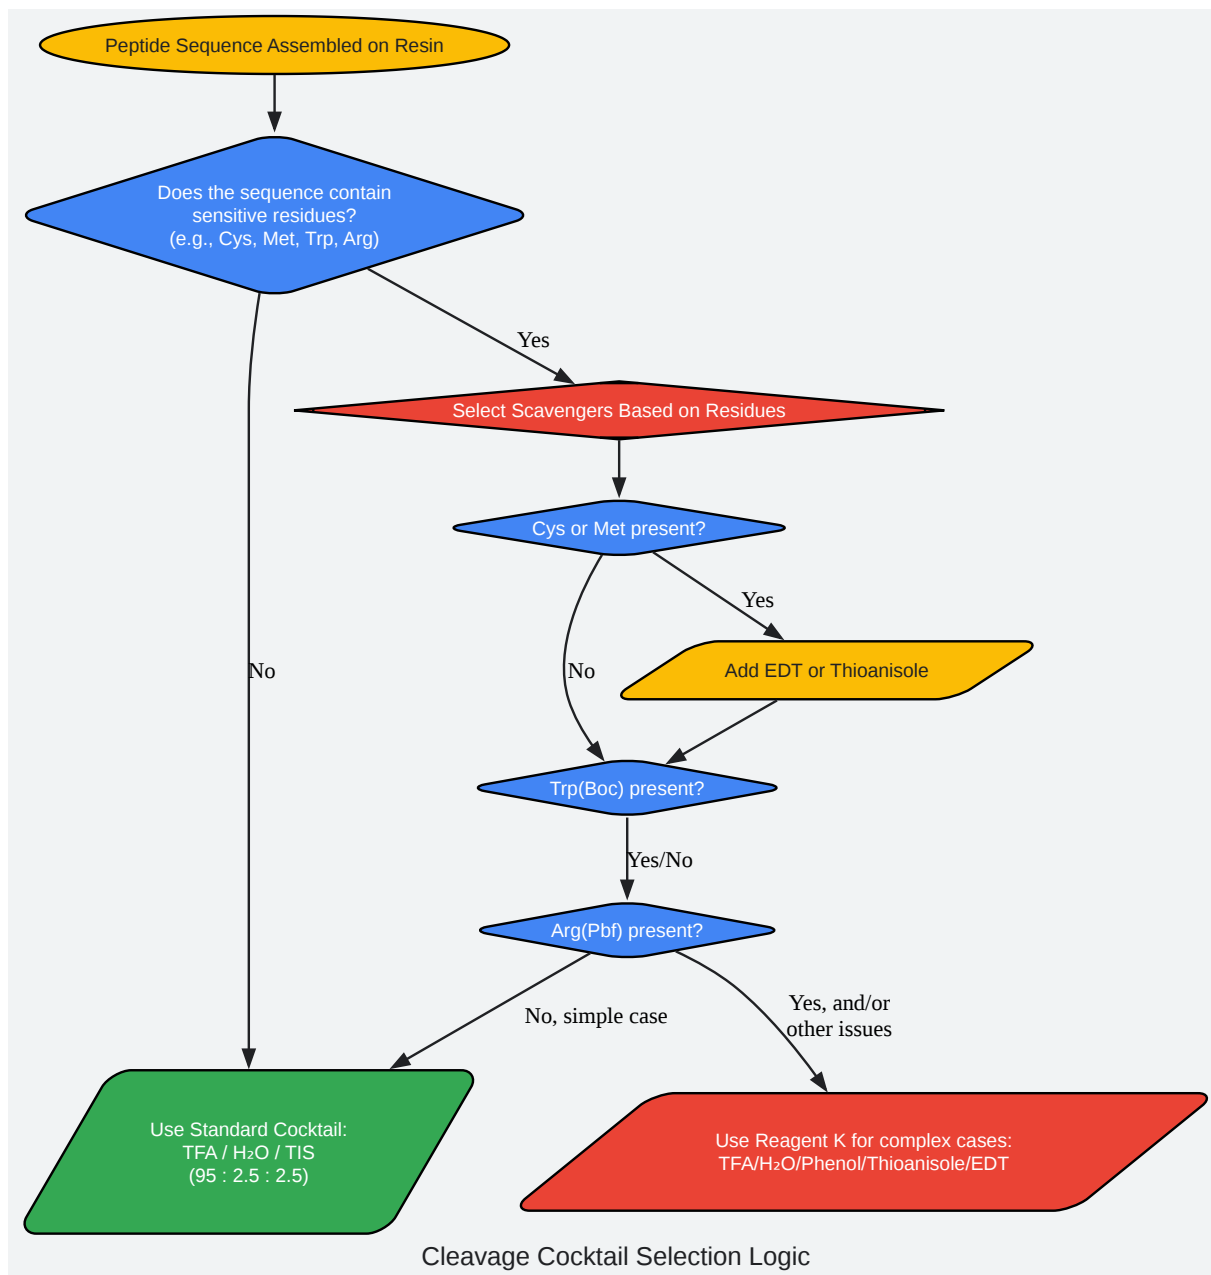 Peptide Sequence Assembled on Resin
Does the sequence contain
sensitive residues?
(e.g., Cys, Met, Trp, Arg)
Yes
Select Scavengers Based on Residues
Cys or Met present?
Yes
No
No
Add EDT or Thioanisole
Trp(Boc) present?
Yes/No
Arg(Pbf) present?
No, simple case
Yes, and/or
other issues
Use Standard Cocktail:
TFA / H₂O / TIS
(95 : 2.5 : 2.5)
Use Reagent K for complex cases:
TFA/H₂O/Phenol/Thioanisole/EDT
Cleavage Cocktail Selection Logic